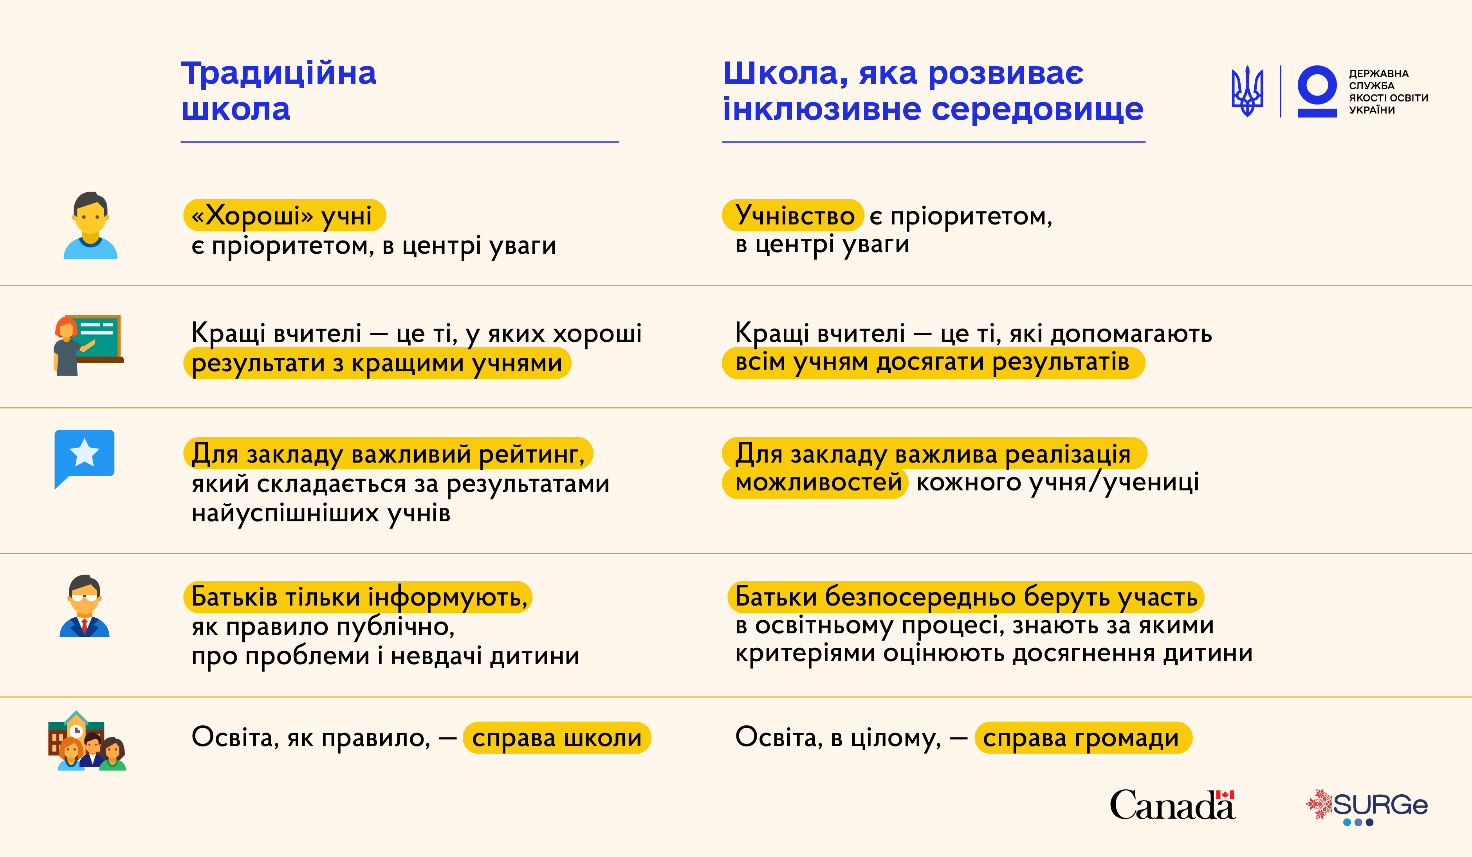 Традиційна
школа
Школа, яка розвиває
інклюзивне середовище
ДЕРЖАВНА
СЛУЖБА
ЯКОСТІ ОСВІТИ
УКРАЇНИ
«Хороші» учні
є пріоритетом, в центрі уваги
Учнівство є пріоритетом,
в центрі уваги
Кращі вчителі — це ті, у яких хороші
результати з кращими учнями
Кращі вчителі — це ті, які допомагають
всім учням досягати результатів
Для закладу важливий рейтинг,
який складається за результатами
найуспішніших учнів
Для закладу важлива реалізація
можливостей кожного учня/учениці
Батьків тільки інформують,
як правило публічно,
про проблеми і невдачі дитини
Батьки безпосередньо беруть участь
в освітньому процесі, знають за якими
критеріями оцінюють досягнення дитини
Освіта, як правило, — справа школи
Освіта, в цілому, — справа громади
Canada
SURGe